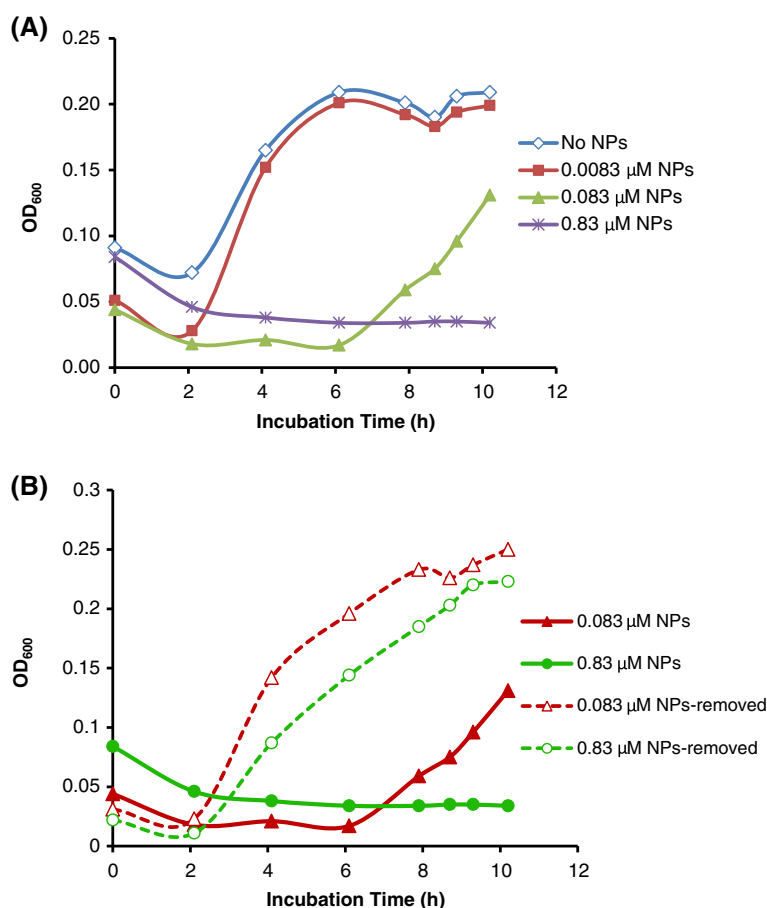 (A)
0.25
0.20
0.15
0.10
0.05
0.00
OD600
0 2 4 6 8 10 12
Incubation Time (h)
No NPs
0.0083 µM NPs
0.083 µM NPs
0.83 µM NPs
(B)
0.3
0.25
0.2
0.15
0.1
0.05
0
OD600
0 2 4 6 8 10 12
Incubation Time (h)
0.083 µM NPs
0.83 µM NPs
0.083 µM NPs-removed
0.83 µM NPs-removed